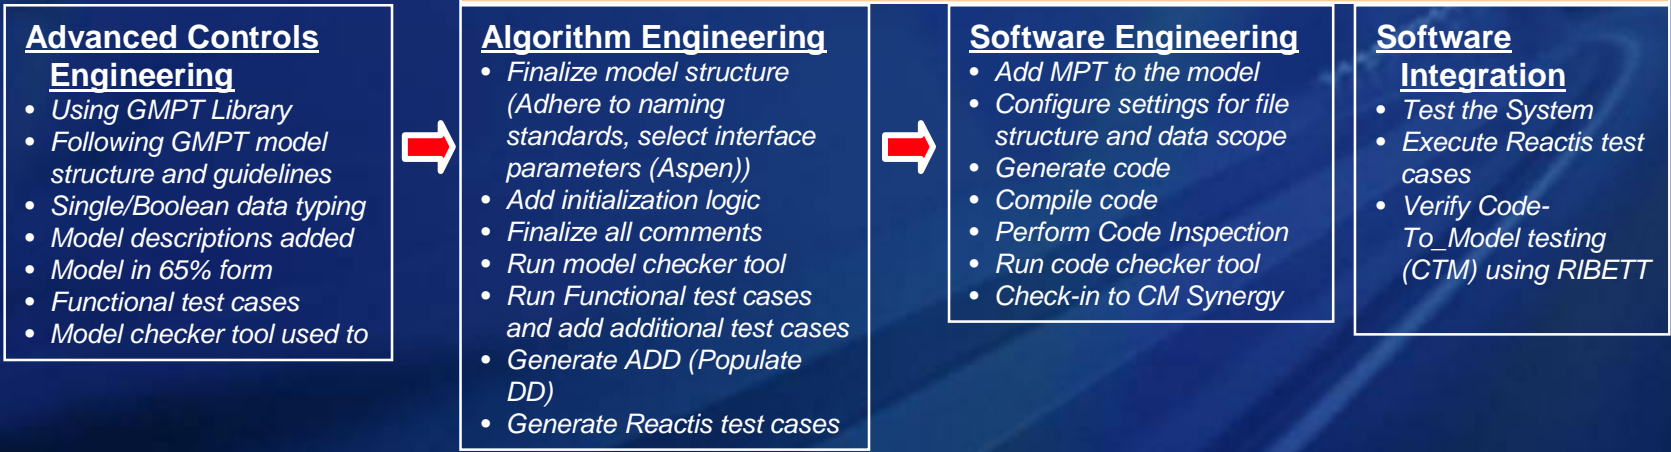 Advanced Controls
Engineering
• Using GMPT Library
• Following GMPT model
structure and guidelines
• Single/Boolean data typing
• Model descriptions added
• Model in 65% form
• Functional test cases
• Model checker tool used to
Algorithm Engineering
• Finalize model structure
(Adhere to naming
standards, select interface
parameters (Aspen))
• Add initialization logic
• Finalize all comments
• Run model checker tool
• Run Functional test cases
and add additional test cases
• Generate ADD (Populate
DD)
• Generate Reactis test cases
Software Engineering
• Add MPT to the model
• Configure settings for file
structure and data scope
• Generate code
• Compile code
• Perform Code Inspection
• Run code checker tool
• Check-in to CM Synergy
Software
Integration
• Test the System
• Execute Reactis test
cases
• Verify Code-
To_Model testing
(CTM) using RIBETT